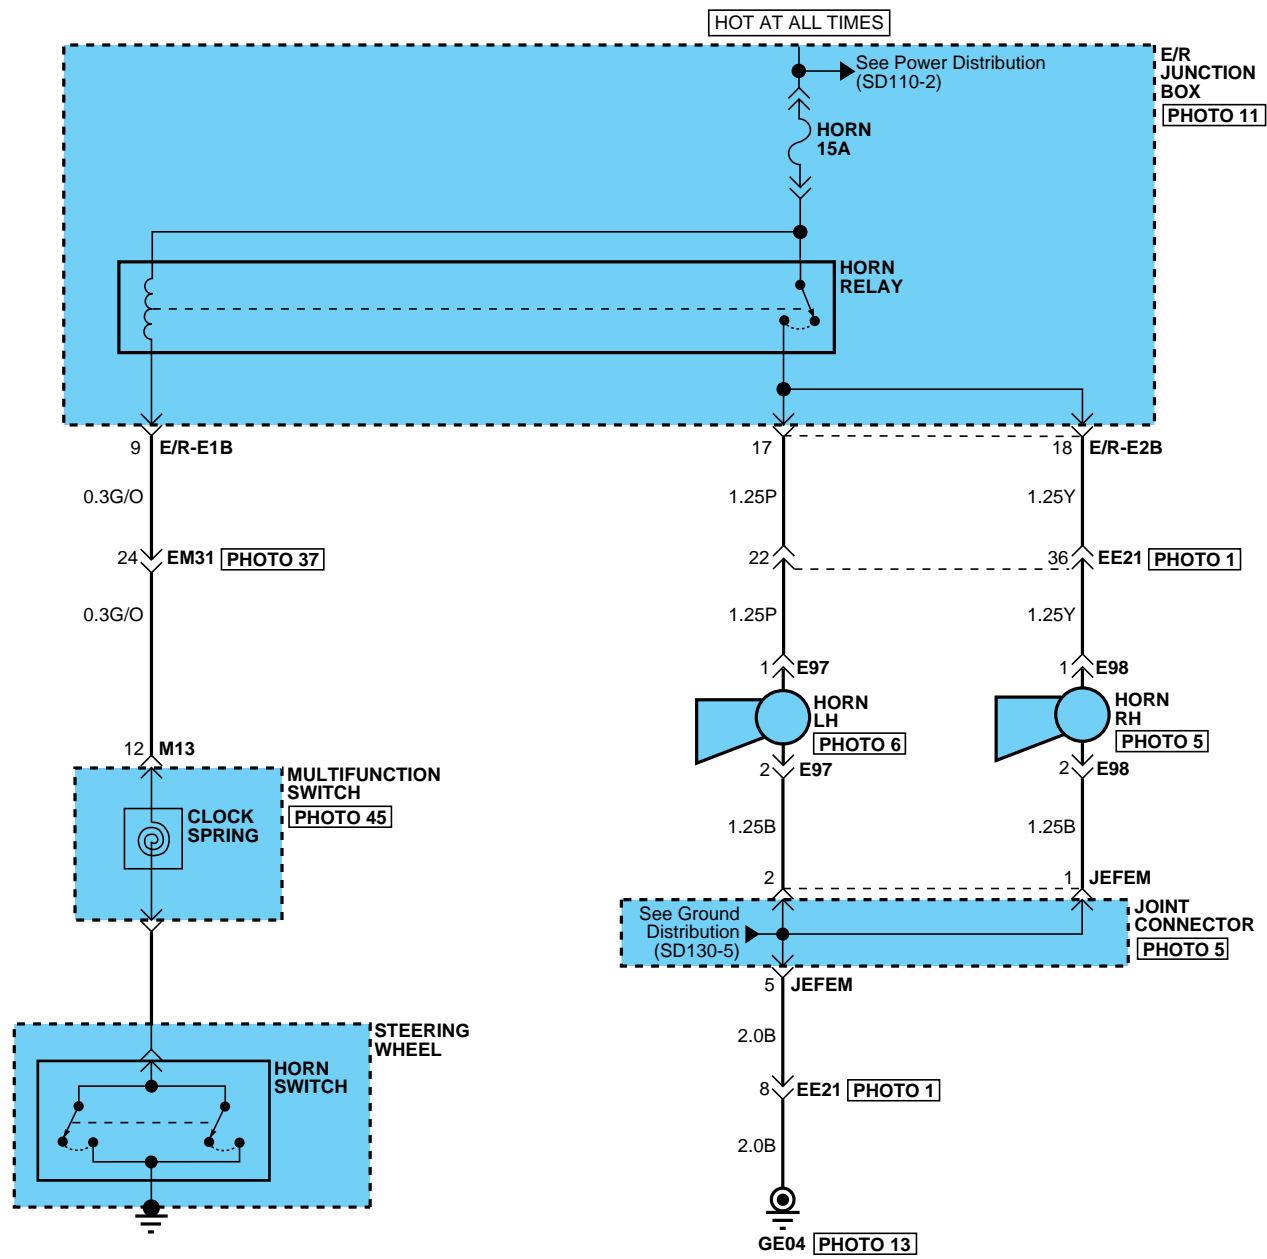 HOT AT ALL TIMES
See Power Distribution
(SD110-2)
E/R
JUNCTION
BOX
PHOTO 11
HORN
15A
HORN
RELAY
9 E/R-E1B
17
18 E/R-E2B
0.3G/O
1.25P
1.25Y
24 EM31 PHOTO 37
22
36 EE21 PHOTO 1
0.3G/O
1.25P
1.25Y
1 E97
1 E98
HORN
LH
PHOTO 6
HORN
RH
PHOTO 5
12 M13
2 E97
2 E98
MULTIFUNCTION
SWITCH
PHOTO 45
CLOCK
SPRING
1.25B
1.25B
2
1 JEFEM
See Ground
Distribution
(SD130-5)
JOINT
CONNECTOR
PHOTO 5
5 JEFEM
STEERING
WHEEL
2.0B
HORN
SWITCH
8 EE21 PHOTO 1
2.0B
GE04 PHOTO 13